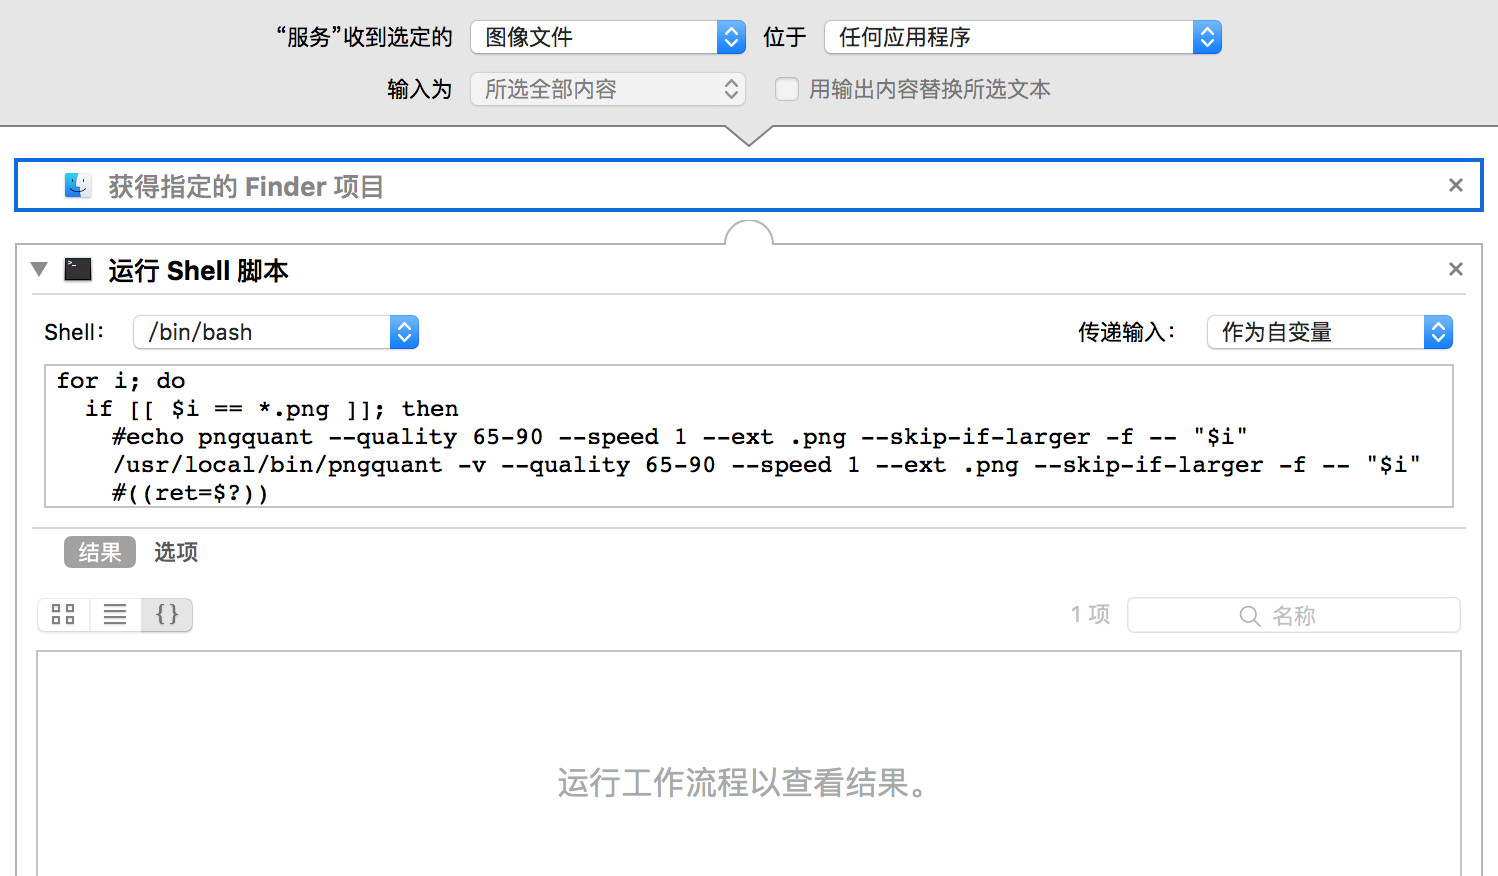 “服务”收到选定的 图像文件 位于 任何应用程序
输入为 所选全部内容 用输出内容替换所选文本
获得指定的 Finder 项目
运行 Shell 脚本
Shell： /bin/bash 传递输入： 作为自变量
for i; do
if [[ $i == *.png ]]; then
#echo pngquant --quality 65-90 --speed 1 --ext .png --skip-if-larger -f -- "$i"
/usr/local/bin/pngquant -v --quality 65-90 --speed 1 --ext .png --skip-if-larger -f -- "$i"
#((ret=$?))
结果 选项
{} 1 项 名称
运行工作流程以查看结果。